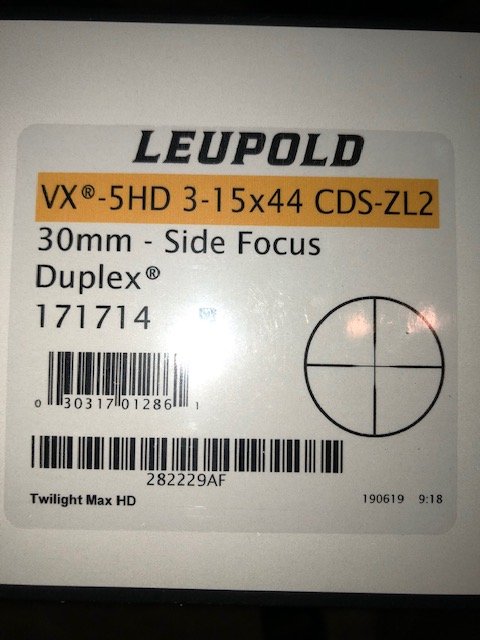 LEUPOLD
VX®-5HD 3-15x44 CDS-ZL2
30mm - Side Focus
Duplex®
171714
0 30317 01286 1
282229AF
Twilight Max HD
190619 9:18